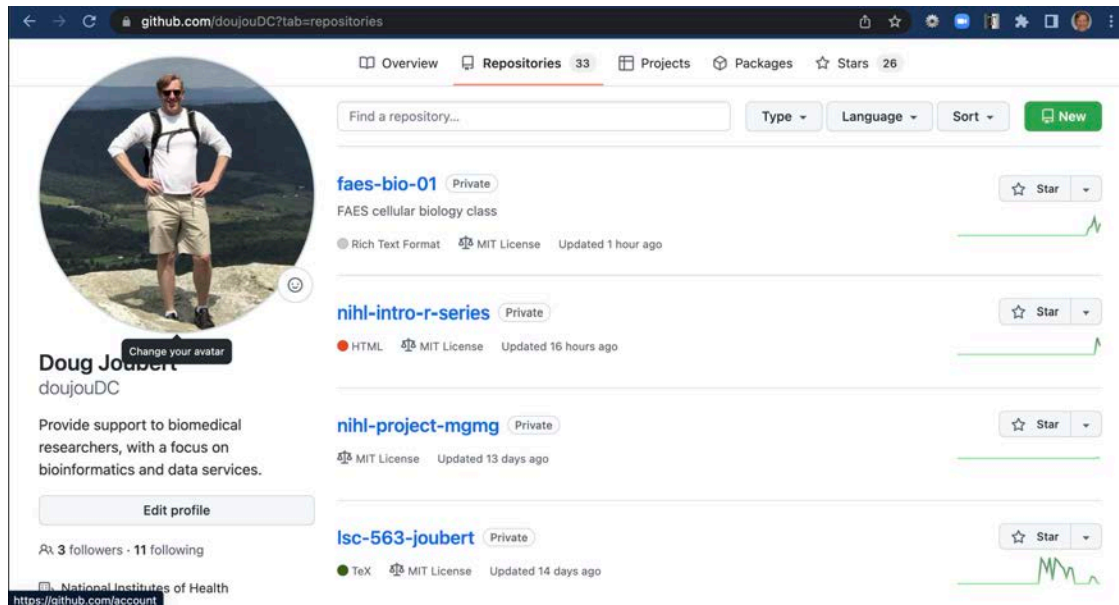 github.com/doujouDC?tab=repositories
Overview Repositories 33 Projects Packages Stars 26
Find a repository... Type Language Sort New
faes-bio-01 Private Star
FAES cellular biology class
Rich Text Format MIT License Updated 1 hour ago
nihl-intro-r-series Private Star
HTML MIT License Updated 16 hours ago
nihl-project-mgmg Private Star
MIT License Updated 13 days ago
lsc-563-joubert Private Star
TeX MIT License Updated 14 days ago
Change your avatar
Doug Joubert
doujouDC
Provide support to biomedical
researchers, with a focus on
bioinformatics and data services.
Edit profile
3 followers · 11 following
National Institutes of Health
https://github.com/account